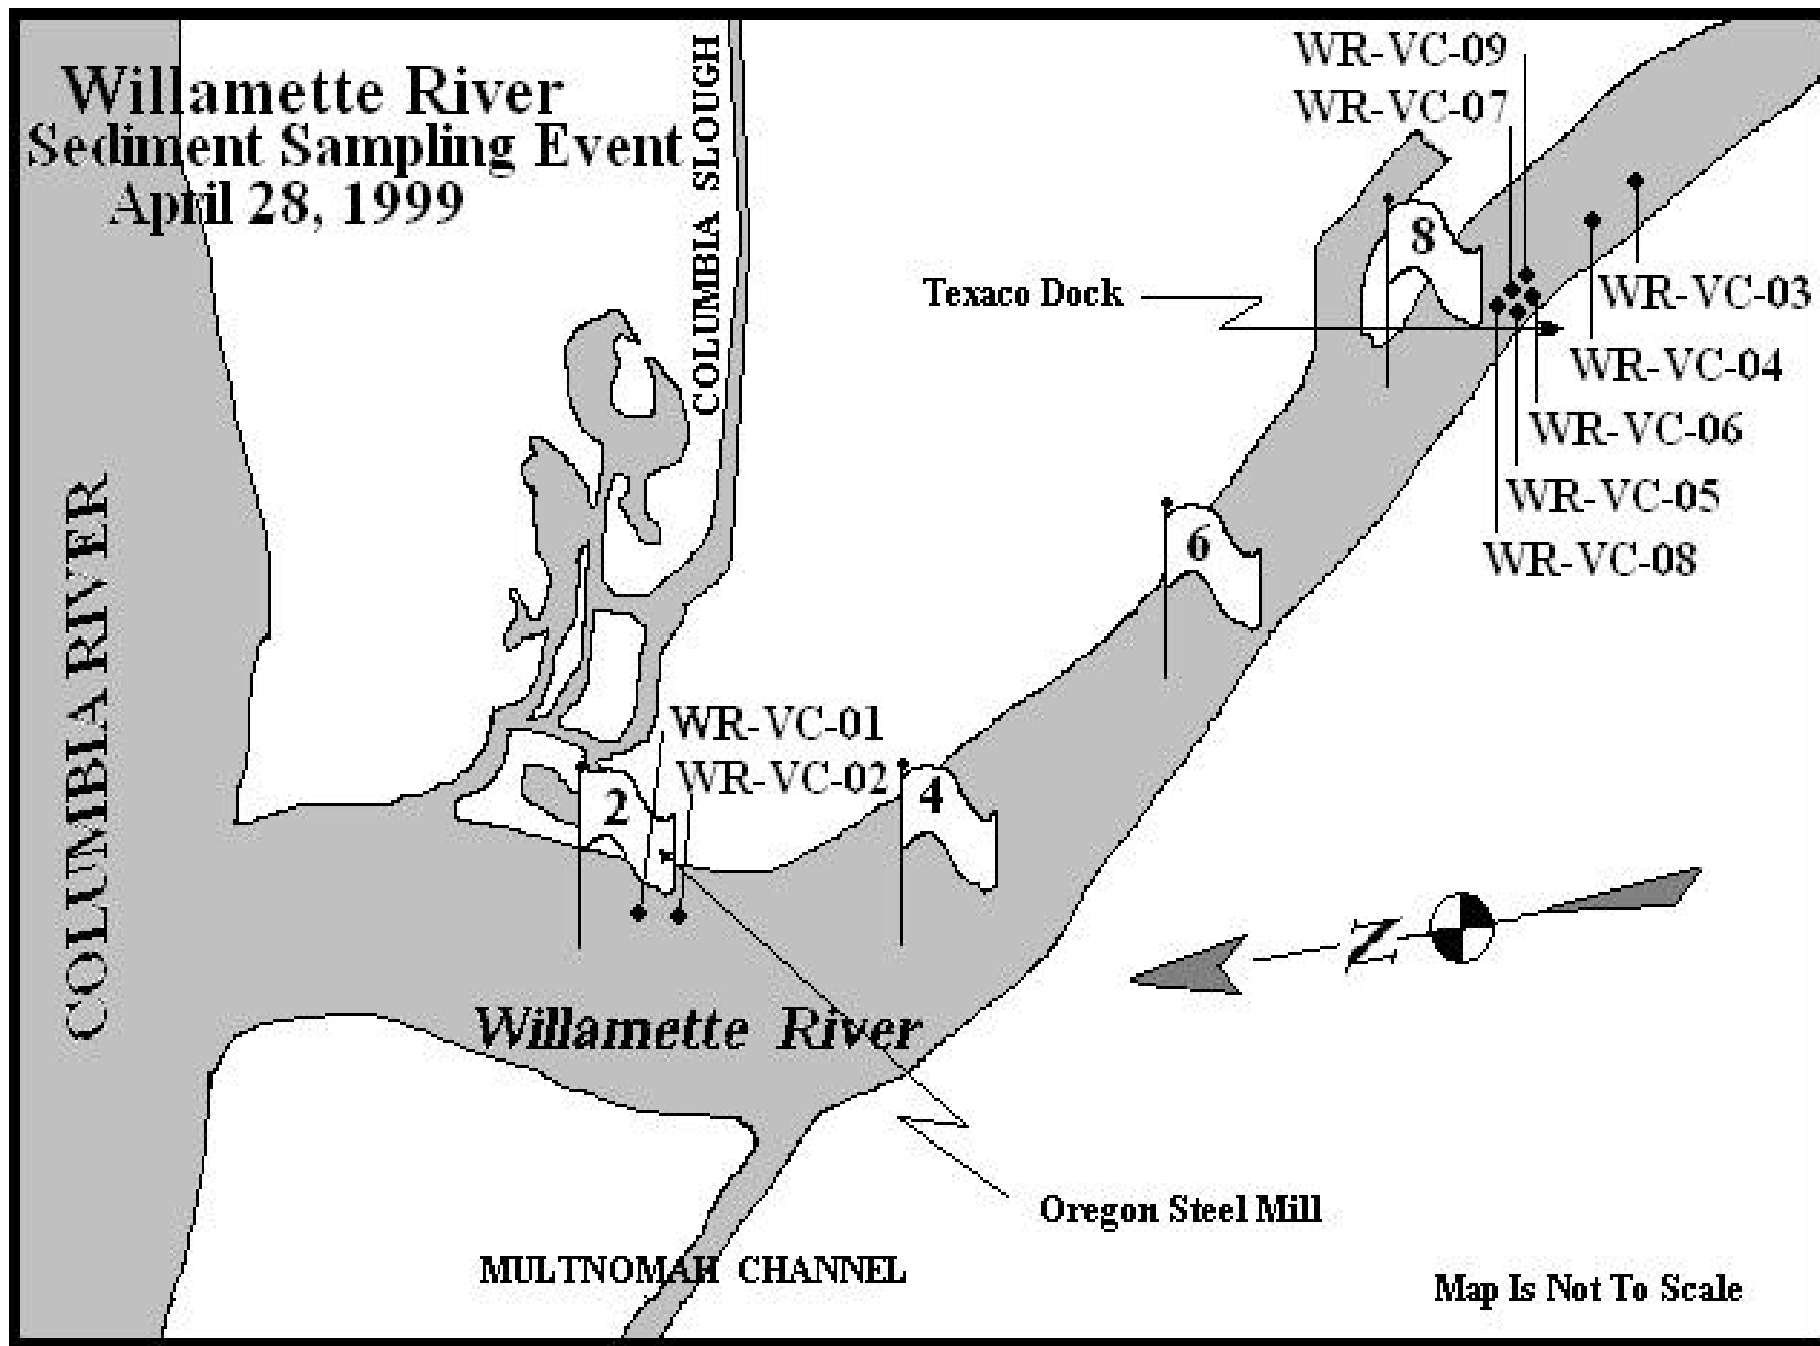 Willamette River
Sediment Sampling Event
April 28, 1999
COLUMBIA SLOUGH
WR-VC-09
WR-VC-07
8
Texaco Dock
WR-VC-03
WR-VC-04
WR-VC-06
WR-VC-05
WR-VC-08
6
COLUMBIA RIVER
WR-VC-01
WR-VC-02
2
4
N
Willamette River
Oregon Steel Mill
MULTNOMAH CHANNEL
Map Is Not To Scale